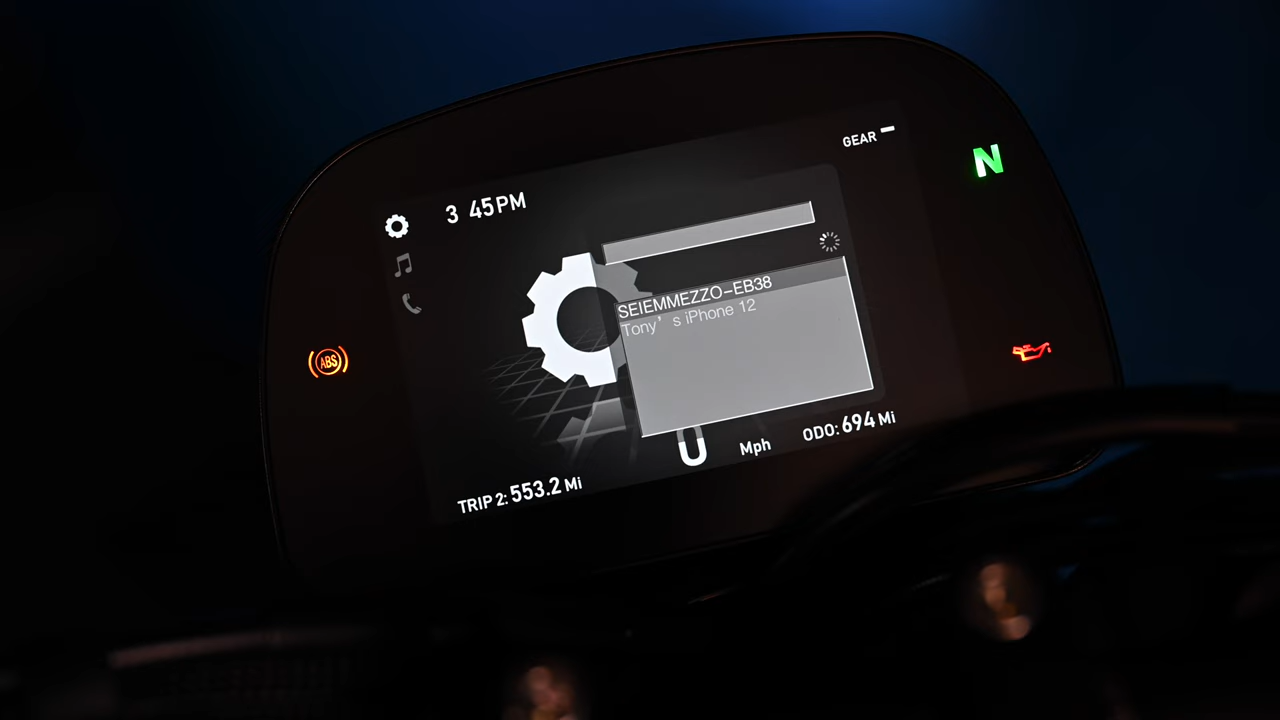 GEAR –
N
3 45PM
SEIEMMEZZO-EB38
Tony’ s iPhone 12
ABS
0 Mph
ODO: 694 Mi
TRIP 2: 553.2 Mi